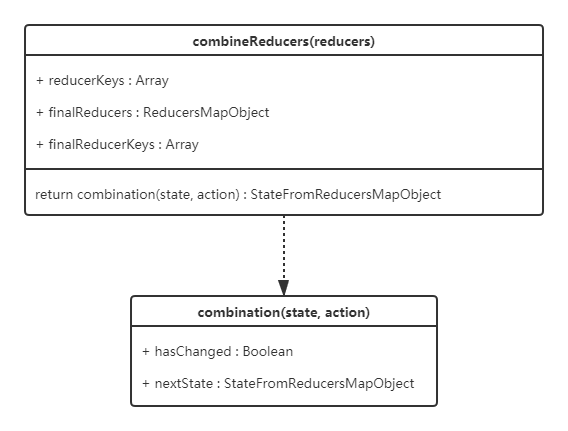 combineReducers(reducers)
+ reducerKeys : Array
+ finalReducers : ReducersMapObject
+ finalReducerKeys : Array
return combination(state, action) : StateFromReducersMapObject
combination(state, action)
+ hasChanged : Boolean
+ nextState : StateFromReducersMapObject